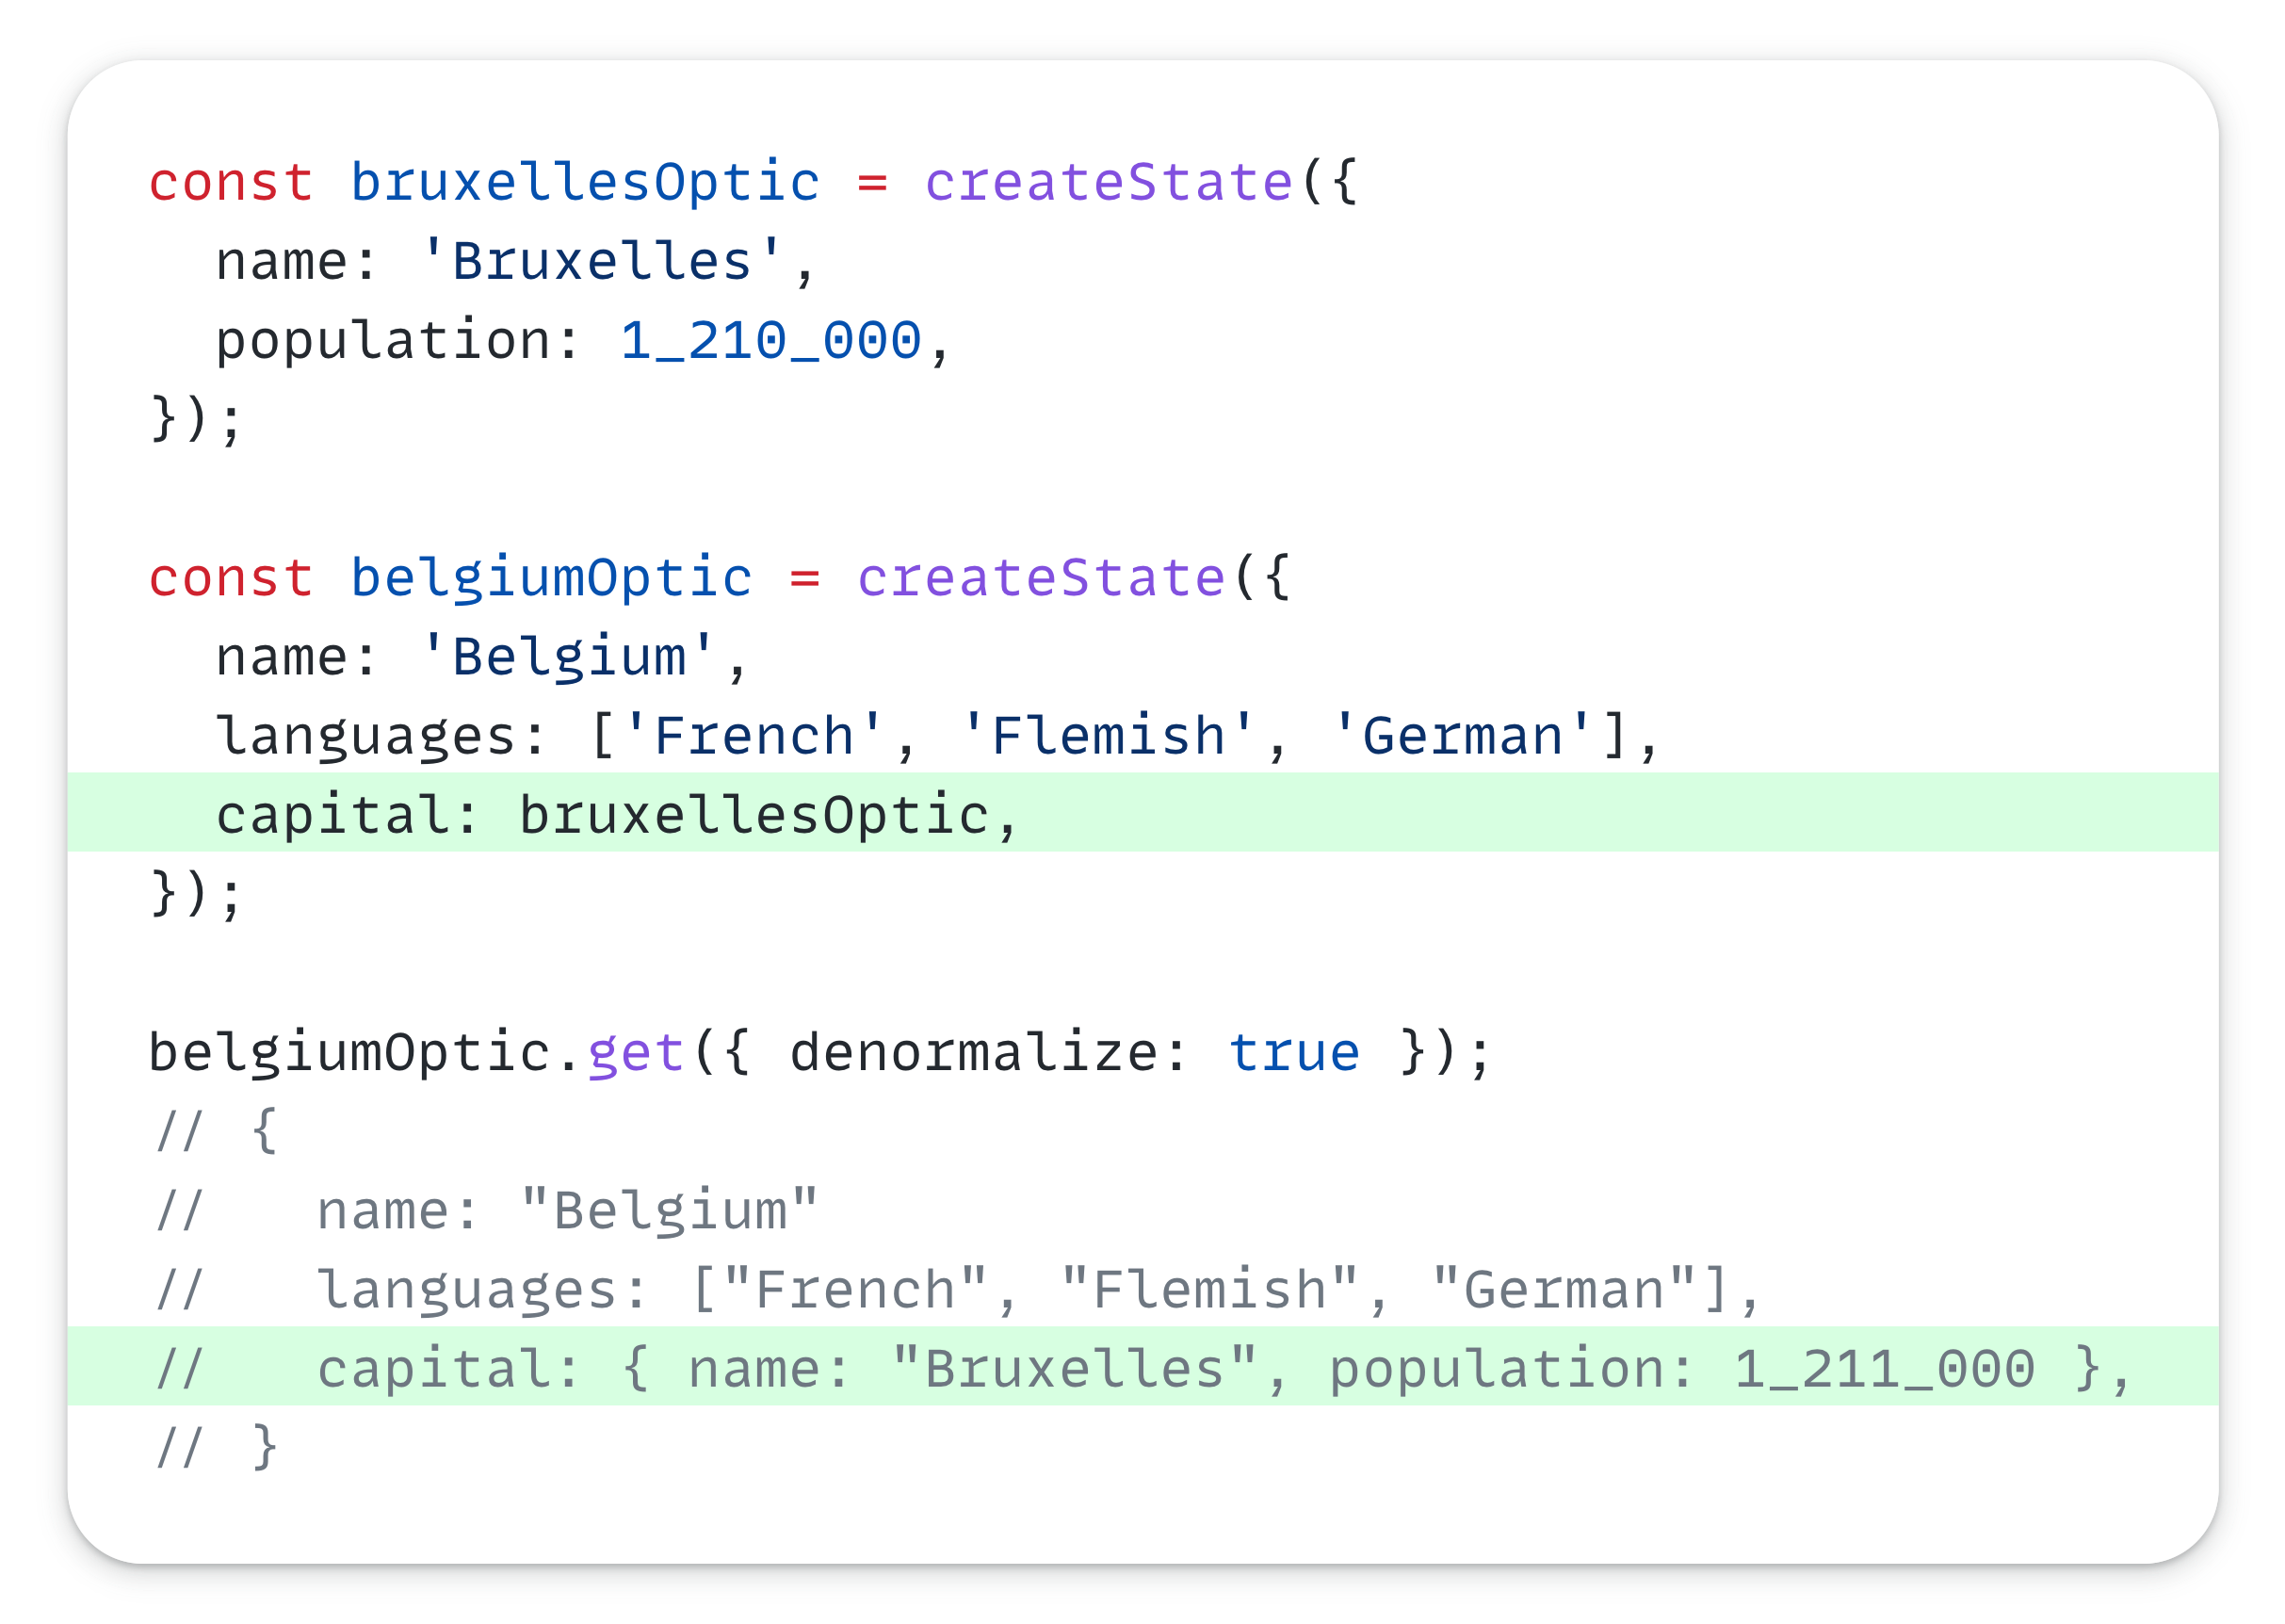 const bruxellesOptic = createState({
  name: 'Bruxelles',
  population: 1_210_000,
});

const belgiumOptic = createState({
  name: 'Belgium',
  languages: ['French', 'Flemish', 'German'],
  capital: bruxellesOptic,
});

belgiumOptic.get({ denormalize: true });
// {
//   name: "Belgium"
//   languages: ["French", "Flemish", "German"],
//   capital: { name: "Bruxelles", population: 1_211_000 },
// }